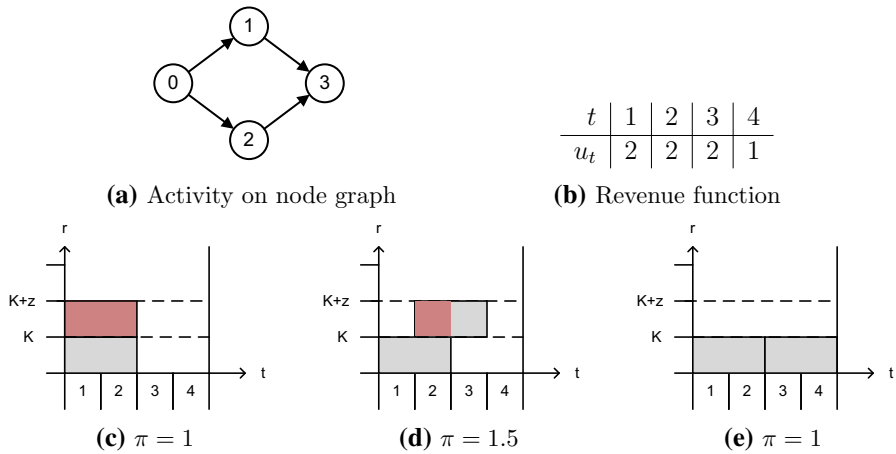 1
0
3
2
t 1 2 3 4
u_t 2 2 2 1
(a) Activity on node graph
(b) Revenue function
r
r
r
K+z
K+z
K+z
K
K
K
t
t
t
1 2 3 4
1 2 3 4
1 2 3 4
(c) π = 1
(d) π = 1.5
(e) π = 1